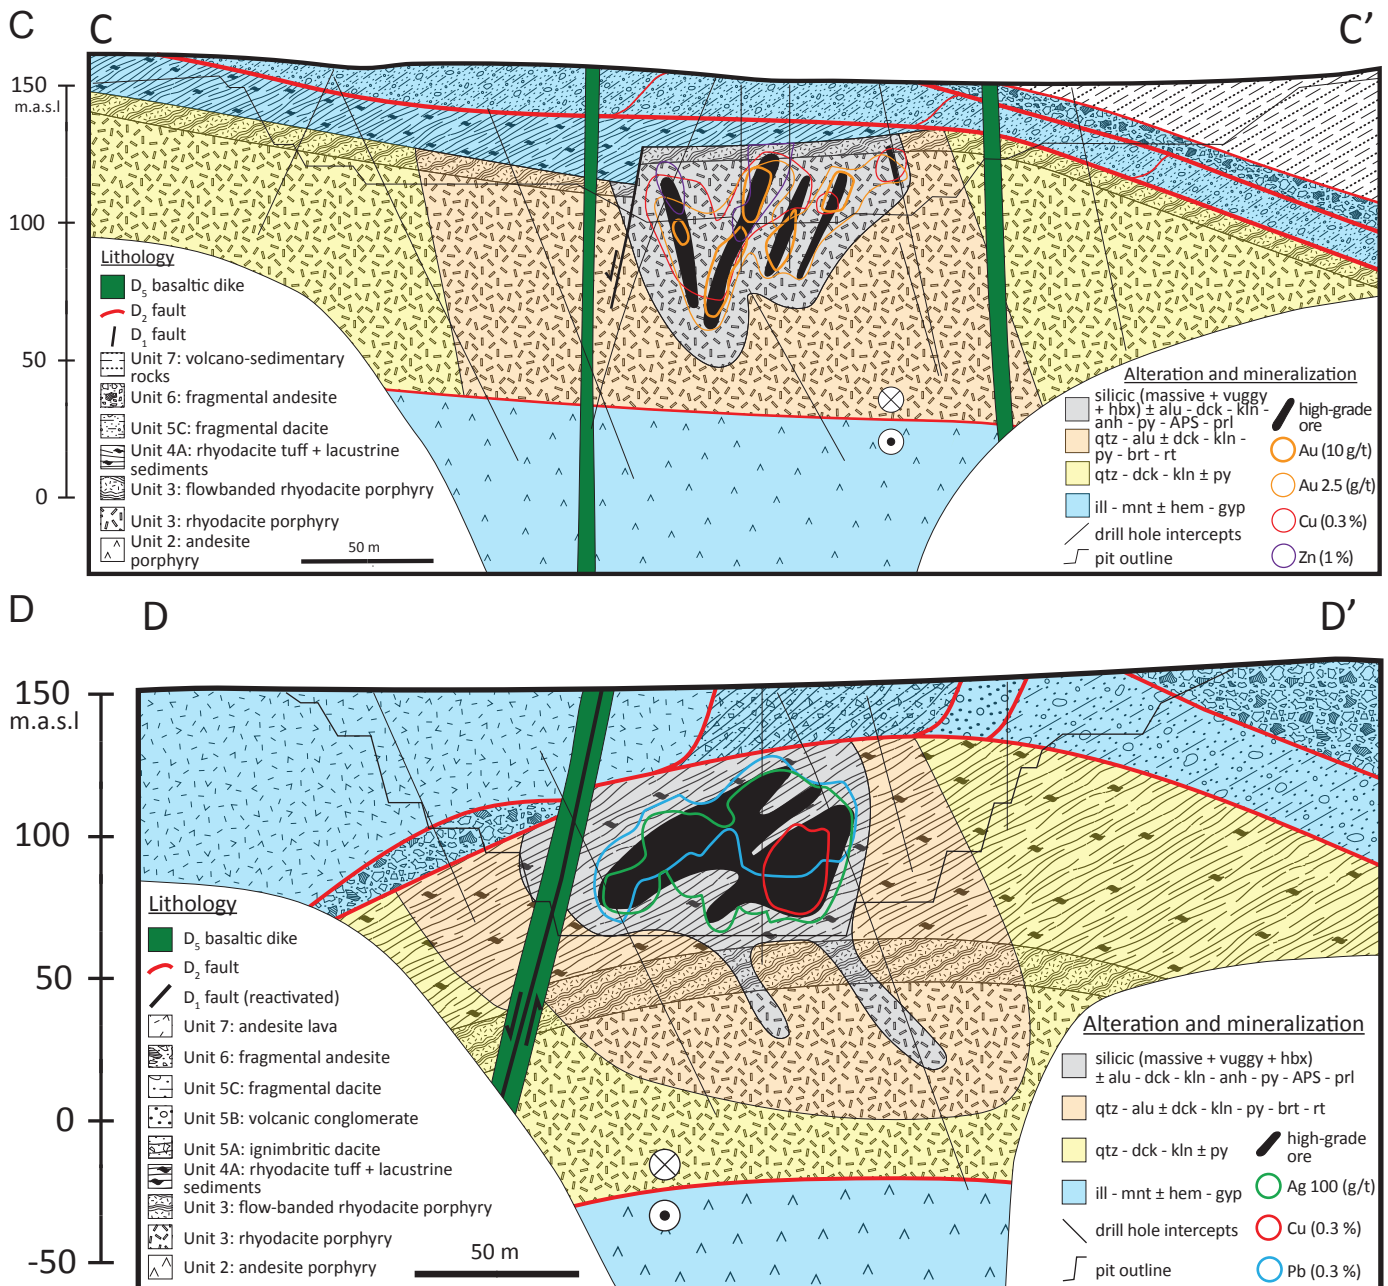 C
C
C’
150
m.a.s.l
100
50
0
Lithology
D5 basaltic dike
D2 fault
D1 fault
Unit 7: volcano-sedimentary
rocks
Unit 6: fragmental andesite
Unit 5C: fragmental dacite
Unit 4A: rhyodacite tuff + lacustrine
sediments
Unit 3: flowbanded rhyodacite porphyry
Unit 3: rhyodacite porphyry
Unit 2: andesite
porphyry
50 m
Alteration and mineralization
silicic (massive + vuggy
+ hbx) ± alu - dck - kln -
anh - py - APS - prl
qtz - alu ± dck - kln -
py - brt - rt
qtz - dck - kln ± py
ill - mnt ± hem - gyp
drill hole intercepts
pit outline
high-grade
ore
Au (10 g/t)
Au 2.5 (g/t)
Cu (0.3 %)
Zn (1 %)
D
D
D’
150
m.a.s.l
100
50
0
-50
Lithology
D5 basaltic dike
D2 fault
D1 fault (reactivated)
Unit 7: andesite lava
Unit 6: fragmental andesite
Unit 5C: fragmental dacite
Unit 5B: volcanic conglomerate
Unit 5A: ignimbritic dacite
Unit 4A: rhyodacite tuff + lacustrine
sediments
Unit 3: flow-banded rhyodacite porphyry
Unit 3: rhyodacite porphyry
Unit 2: andesite porphyry
50 m
Alteration and mineralization
silicic (massive + vuggy + hbx)
± alu - dck - kln - anh - py - APS - prl
qtz - alu ± dck - kln - py - brt - rt
qtz - dck - kln ± py
ill - mnt ± hem - gyp
drill hole intercepts
pit outline
high-grade
ore
Ag 100 (g/t)
Cu (0.3 %)
Pb (0.3 %)